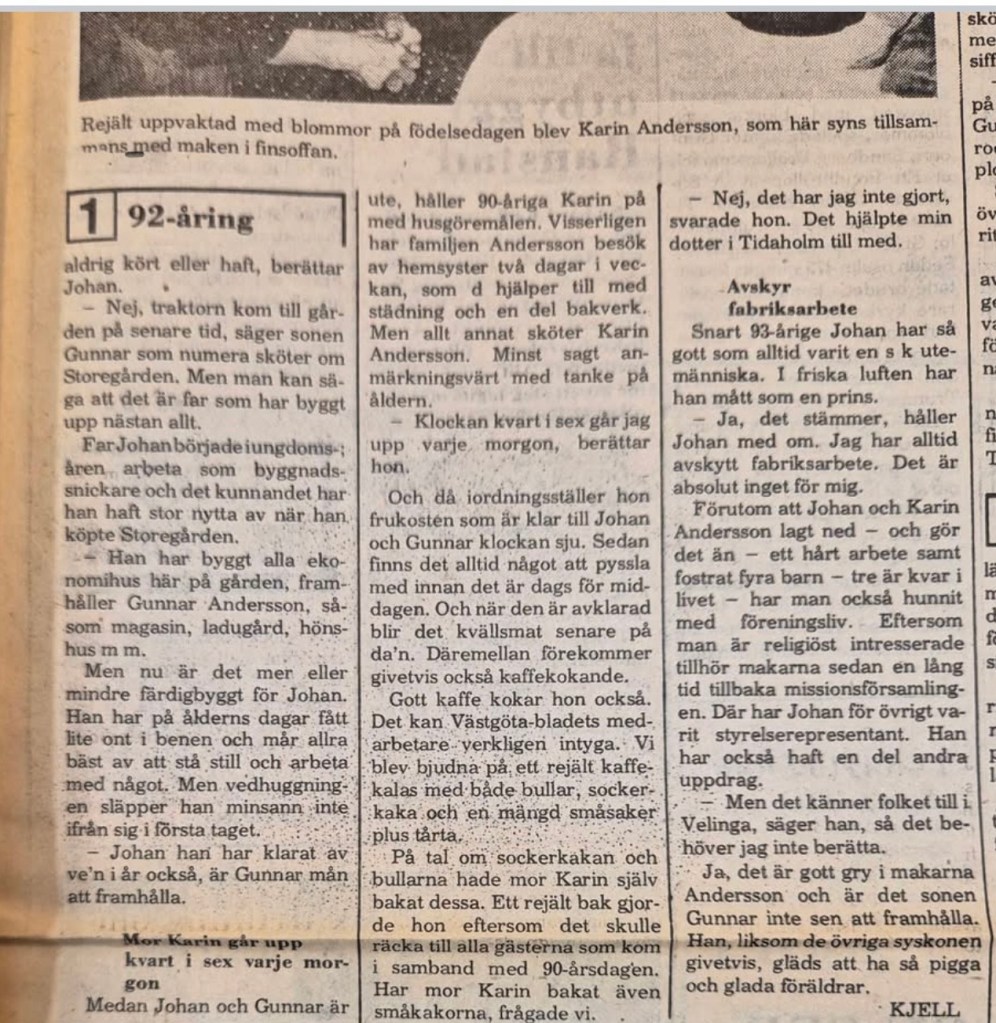 Rejält uppvaktad med blommor på födelsedagen blev Karin Andersson, som här syns tillsam-
mans med maken i finsoffan.
1 92-åring
aldrig kört eller haft, berättar
Johan.
— Nej, traktorn kom till går-
den på senare tid, säger sonen
Gunnar som numera sköter om
Storegården. Men man kan sä-
ga att det är far som har byggt
upp nästan allt.
Far Johan började i ungdoms-
åren arbeta som byggnads-
snickare och det kunnandet har
han haft stor nytta av när han
köpte Storegården.
— Han har byggt alla eko-
nomihus här på gården, fram-
håller Gunnar Andersson, så-
som magasin, ladugård, höns-
hus m m.
Men nu är det mer eller
mindre färdigbyggt för Johan.
Han har på ålderns dagar fått
lite ont i benen och mår allra
bäst av att stå still och arbeta
med något. Men vedhuggning-
en släpper han minsann inte
ifrån sig i första taget.
— Johan han har klarat av
ve'n i år också, är Gunnar mån
att framhålla.
Mor Karin går upp
kvart i sex varje mor-
gon
Medan Johan och Gunnar är
ute, håller 90-åriga Karin på
med husgöremålen. Visserligen
har familjen Andersson besök
av hemsyster två dagar i vec-
kan, som d hjälper till med
städning och en del bakverk.
Men allt annat sköter Karin
Andersson. Minst sagt an-
märkningsvärt med tanke på
åldern.
— Klockan kvart i sex går jag
upp varje morgon, berättar
hon.
Och då iordningsställer hon
frukosten som är klar till Johan
och Gunnar klockan sju. Sedan
finns det alltid något att pyssla
med innan det är dags för mid-
dagen. Och när den är avklarad
blir det kvällsmat senare på
da'n. Däremellan förekommer
givetvis också kaffekokande.
Gott kaffe kokar hon också.
Det kan Västgöta-bladets med-
arbetare verkligen intyga. Vi
blev bjudna på ett rejält kaffe-
kalas med både bullar, socker-
kaka och en mängd småsaker
plus tårta.
På tal om sockerkakan och
bullarna hade mor Karin själv
bakat dessa. Ett rejält bak gjor-
de hon eftersom det skulle
räcka till alla gästerna som kom
i samband med 90-årsdagen.
Har mor Karin bakat även
småkakorna, frågade vi.
— Nej, det har jag inte gjort,
svarade hon. Det hjälpte min
dotter i Tidaholm till med.
Avskyr
fabriksarbete
Snart 93-årige Johan har så
gott som alltid varit en s k ute-
människa. I friska luften har
han mått som en prins.
— Ja, det stämmer, håller
Johan med om. Jag har alltid
avskytt fabriksarbete. Det är
absolut inget för mig.
Förutom att Johan och Karin
Andersson lagt ned — och gör
det än — ett hårt arbete samt
fostrat fyra barn — tre är kvar i
livet — har man också hunnit
med föreningsliv. Eftersom
man är religiöst intresserade
tillhör makarna sedan en lång
tid tillbaka missionsförsamling-
en. Där har Johan för övrigt va-
rit styrelserepresentant. Han
har också haft en del andra
uppdrag.
— Men det känner folket till i
Velinga, säger han, så det be-
höver jag inte berätta.
Ja, det är gott gry i makarna
Andersson och är det sonen
Gunnar inte sen att framhålla.
Han, liksom de övriga syskonen
givetvis, gläds att ha så pigga
och glada föräldrar.
KJELL